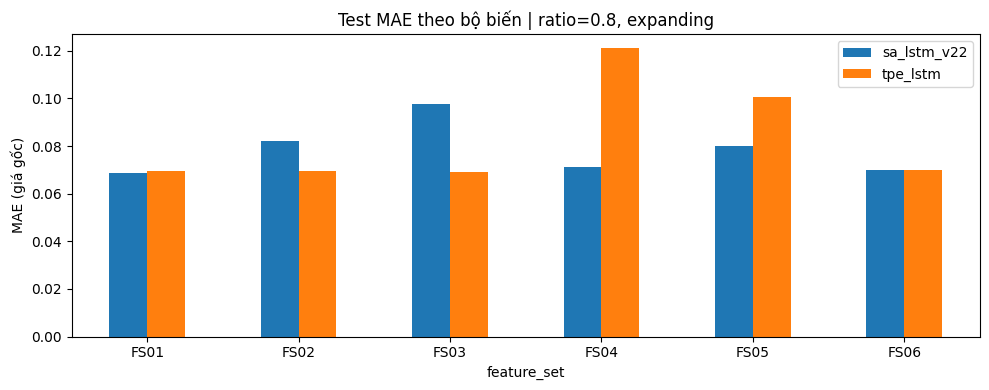 Test MAE theo bộ biến | ratio=0.8, expanding
sa_lstm_v22
tpe_lstm
MAE (giá gốc)
0.12
0.10
0.08
0.06
0.04
0.02
0.00
FS01 FS02 FS03 FS04 FS05 FS06
feature_set